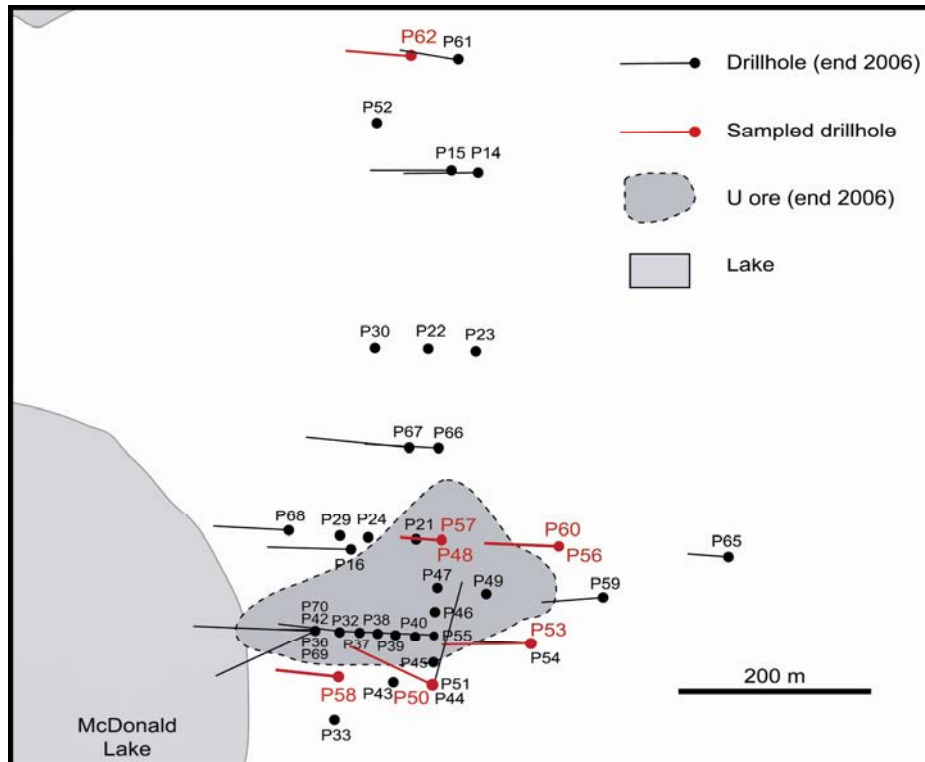 P62 P61
Drillhole (end 2006)
P52
Sampled drillhole
P15 P14
U ore (end 2006)
Lake
P30 P22 P23
P67 P66
P68 P29 P24 P21 P57 P60
P16 P48 P56 P65
P47 P49 P59
P70
P42 P32 P38 P40 P46
P36 P37 P39 P55 P53
P69 P45 P54
P58 P43 P50 P51
P44
200 m
P33
McDonald
Lake